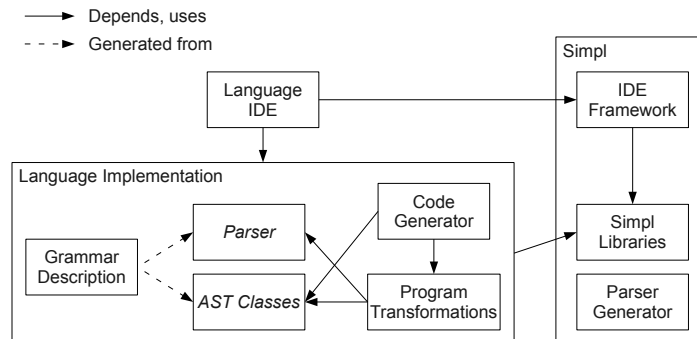 Depends, uses
Generated from
Simpl
Language
IDE
IDE
Framework
Language Implementation
Code
Generator
Parser
Simpl
Libraries
Grammar
Description
AST Classes
Program
Transformations
Parser
Generator